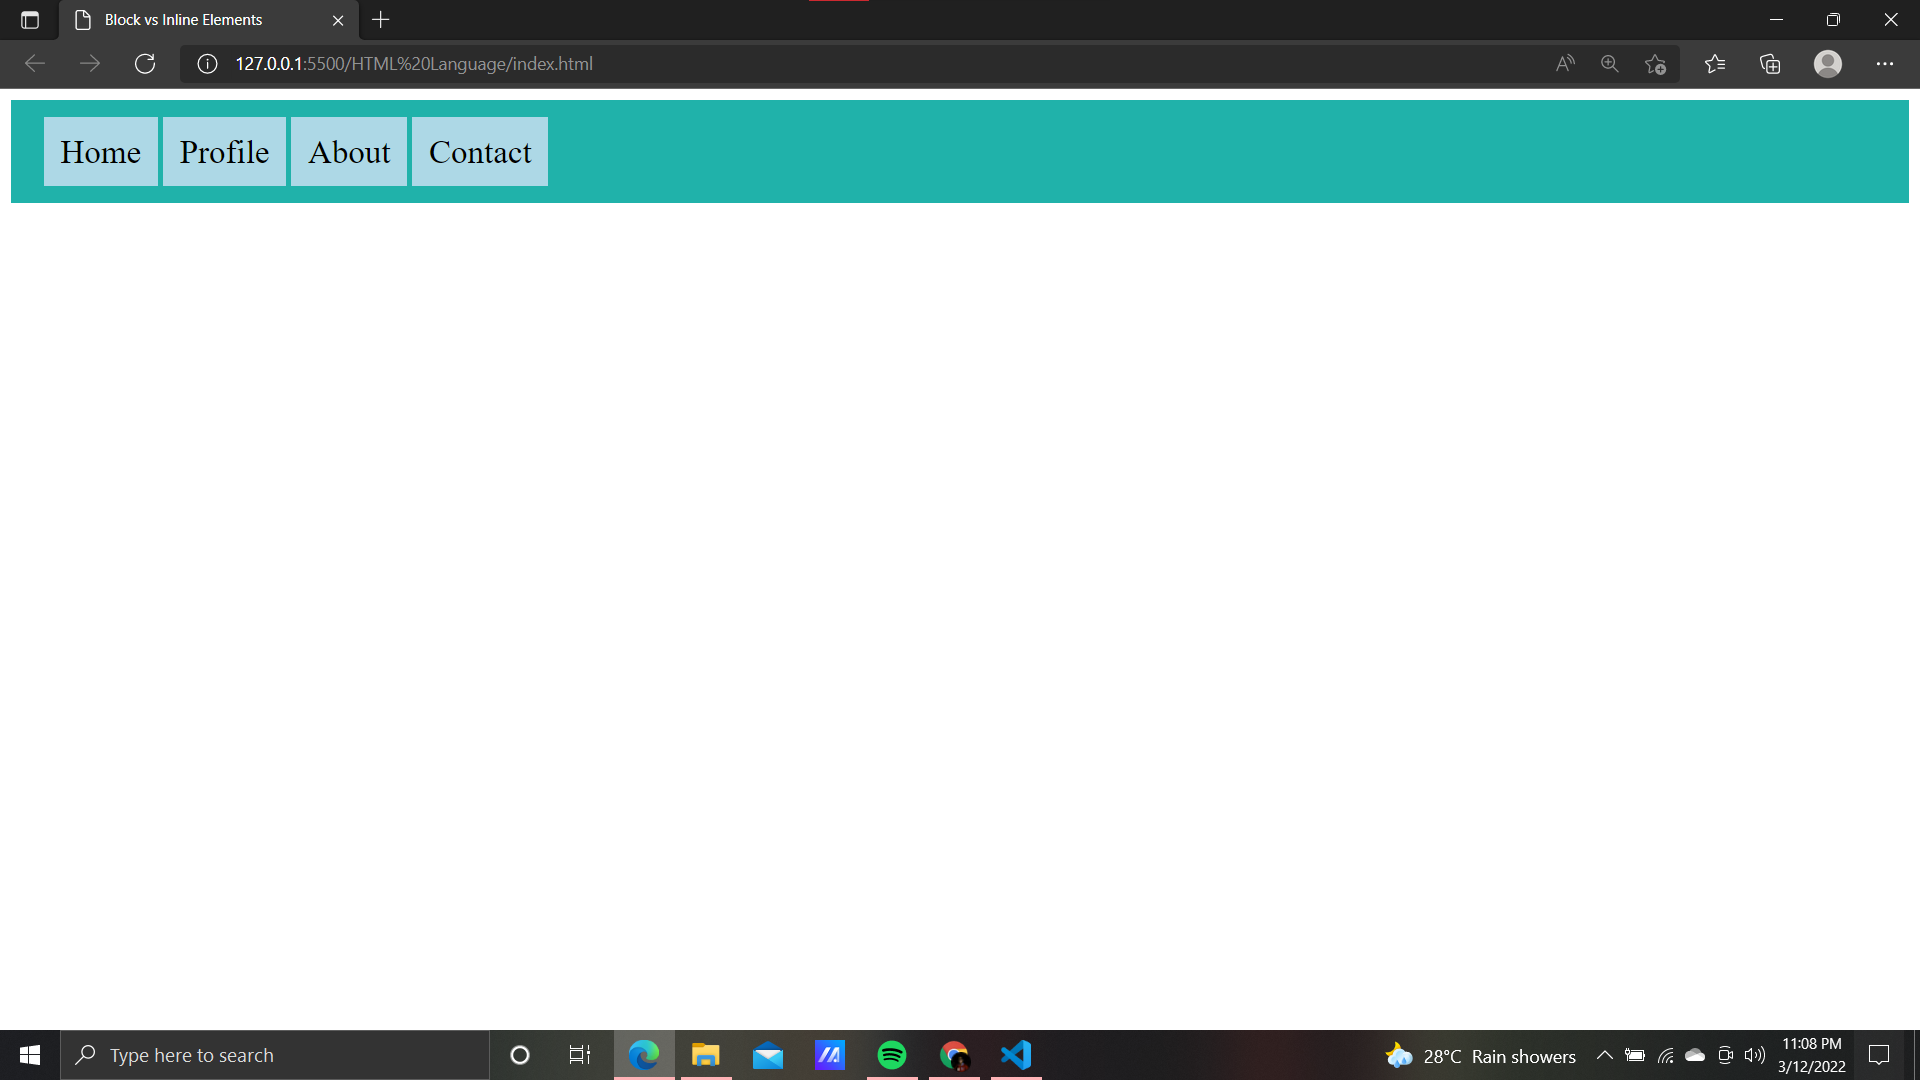 Block vs Inline Elements
127.0.0.1:5500/HTML%20Language/index.html
Home Profile About Contact
Type here to search
28°C Rain showers
11:08 PM
3/12/2022